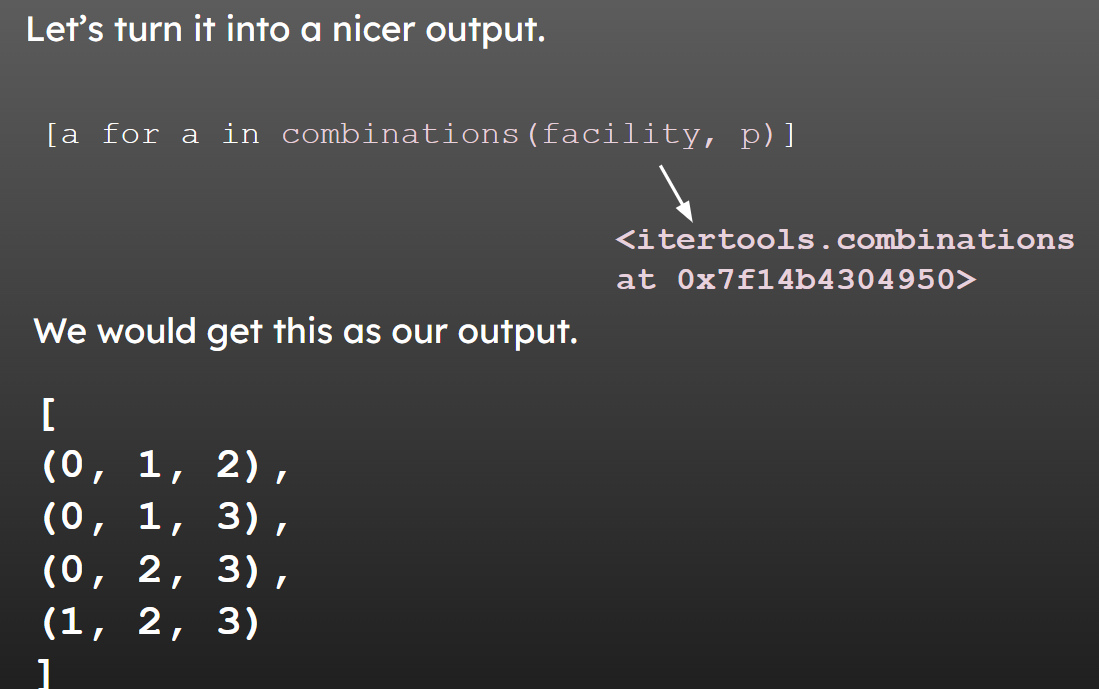 Let’s turn it into a nicer output.
[a for a in combinations(facility, p)]
<itertools.combinations
at 0x7f14b4304950>
We would get this as our output.
[
(0, 1, 2),
(0, 1, 3),
(0, 2, 3),
(1, 2, 3)
]